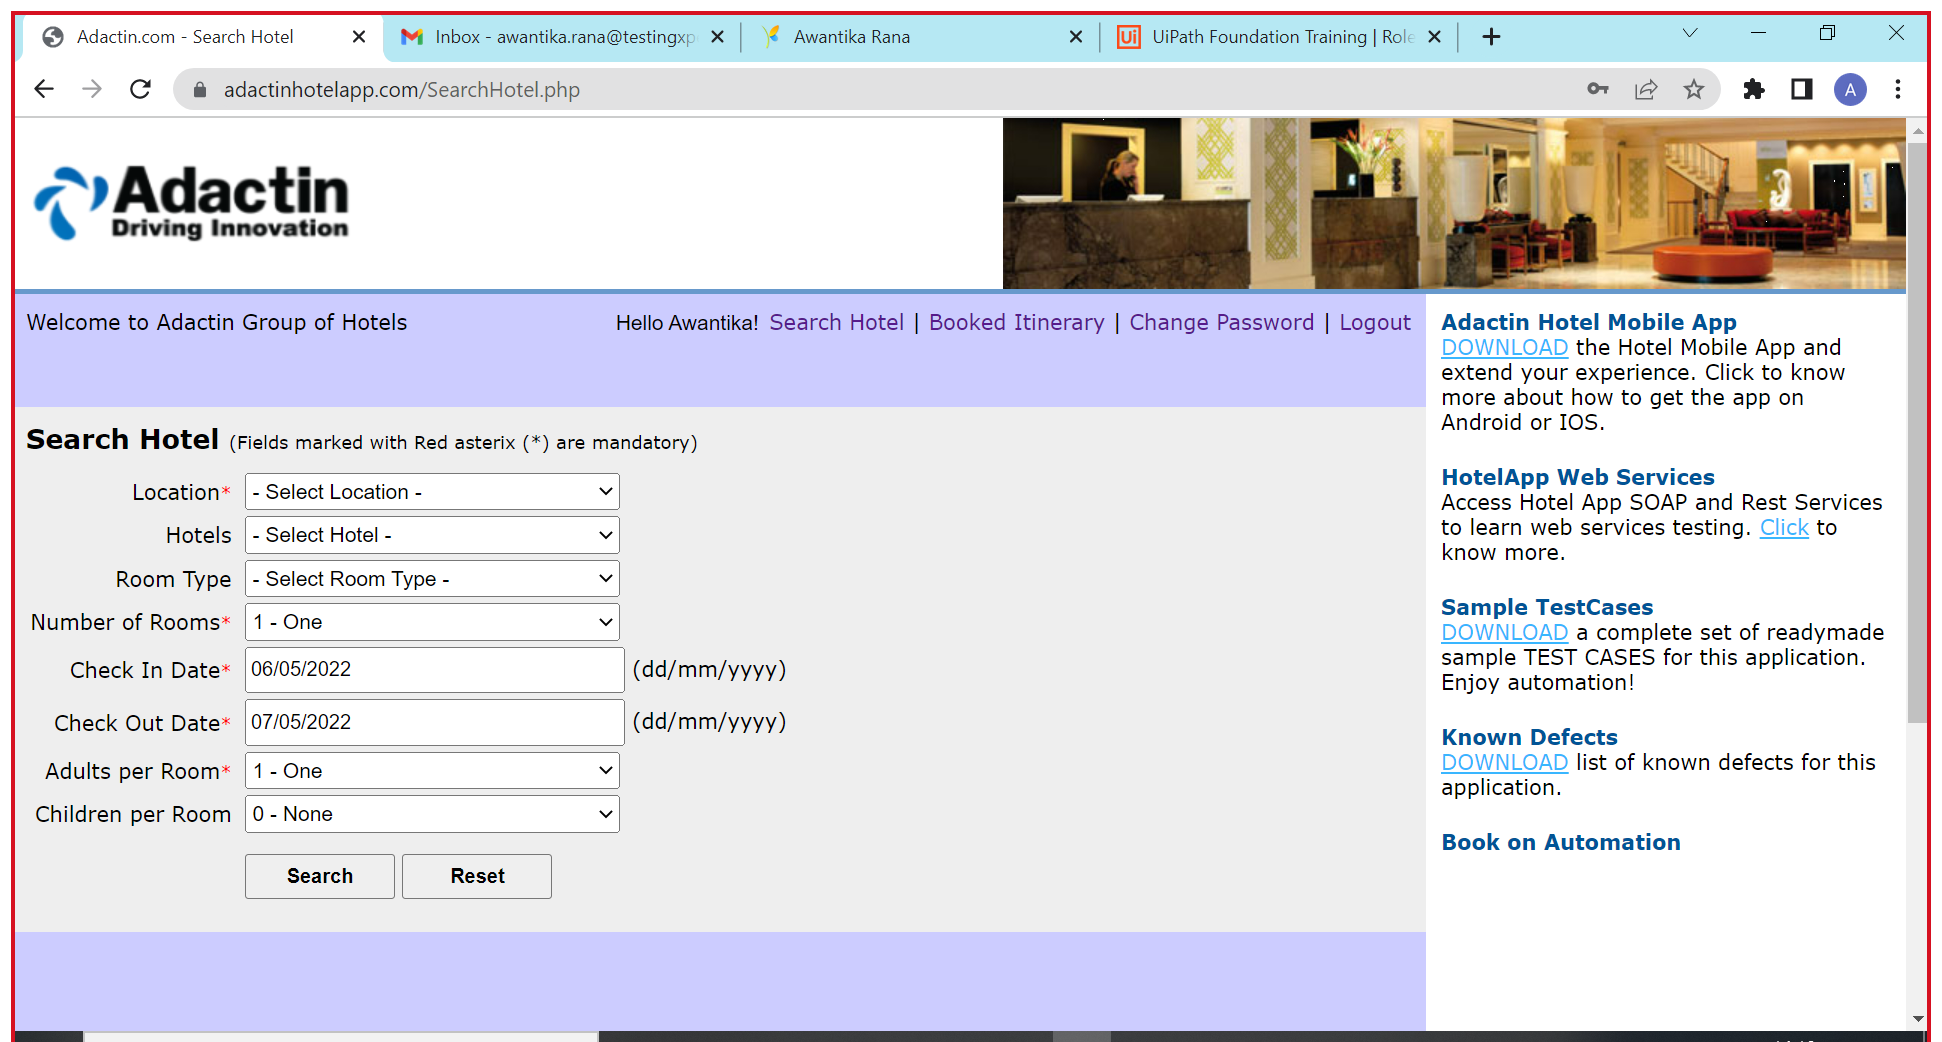 Adactin.com - Search Hotel
Inbox - awantika.rana@testingxp
Awantika Rana
UiPath Foundation Training | Role
adactinhotelapp.com/SearchHotel.php
A
Adactin
Driving Innovation
Welcome to Adactin Group of Hotels
Hello Awantika! Search Hotel | Booked Itinerary | Change Password | Logout
Search Hotel (Fields marked with Red asterix (*) are mandatory)
Location* - Select Location -
Hotels - Select Hotel -
Room Type - Select Room Type -
Number of Rooms* 1 - One
Check In Date* 06/05/2022 (dd/mm/yyyy)
Check Out Date* 07/05/2022 (dd/mm/yyyy)
Adults per Room* 1 - One
Children per Room 0 - None
Search Reset
Adactin Hotel Mobile App
DOWNLOAD the Hotel Mobile App and
extend your experience. Click to know
more about how to get the app on
Android or IOS.
HotelApp Web Services
Access Hotel App SOAP and Rest Services
to learn web services testing. Click to
know more.
Sample TestCases
DOWNLOAD a complete set of readymade
sample TEST CASES for this application.
Enjoy automation!
Known Defects
DOWNLOAD list of known defects for this
application.
Book on Automation